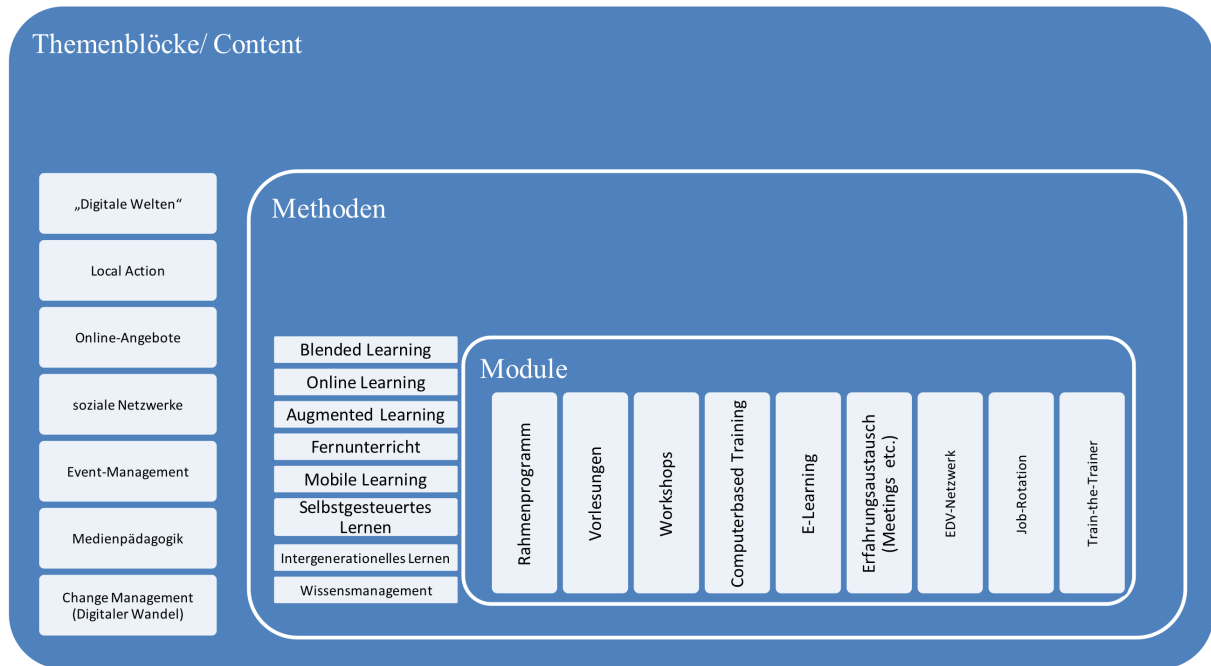 Themenblöcke/ Content
„Digitale Welten“
Local Action
Online-Angebote
soziale Netzwerke
Event-Management
Medienpädagogik
Change Management
(Digitaler Wandel)
Methoden
Blended Learning
Online Learning
Augmented Learning
Fernunterricht
Mobile Learning
Selbstgesteuertes
Lernen
Intergenerationelles Lernen
Wissensmanagement
Module
Rahmenprogramm
Vorlesungen
Workshops
Computerbased Training
E-Learning
Erfahrungsaustausch
(Meetings etc.)
EDV-Netzwerk
Job-Rotation
Train-the-Trainer